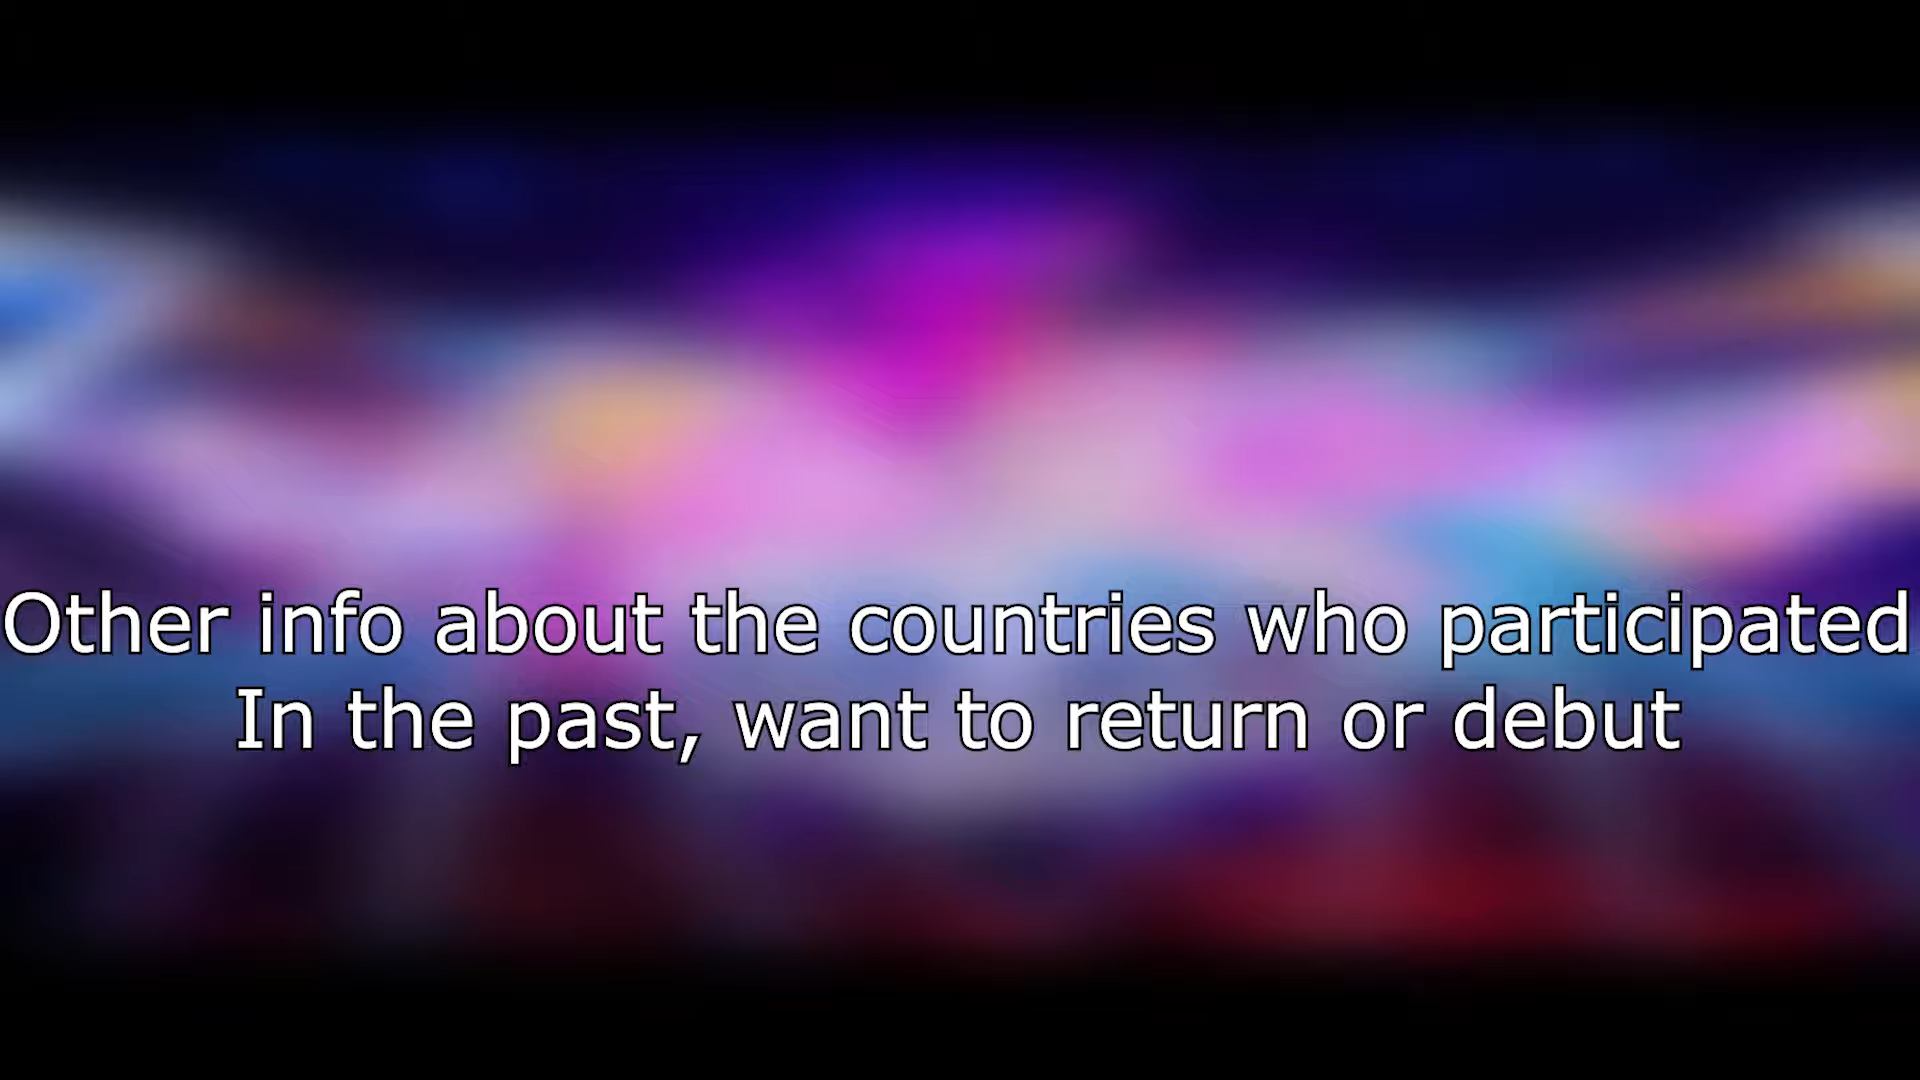 Other info about the countries who participated
In the past, want to return or debut